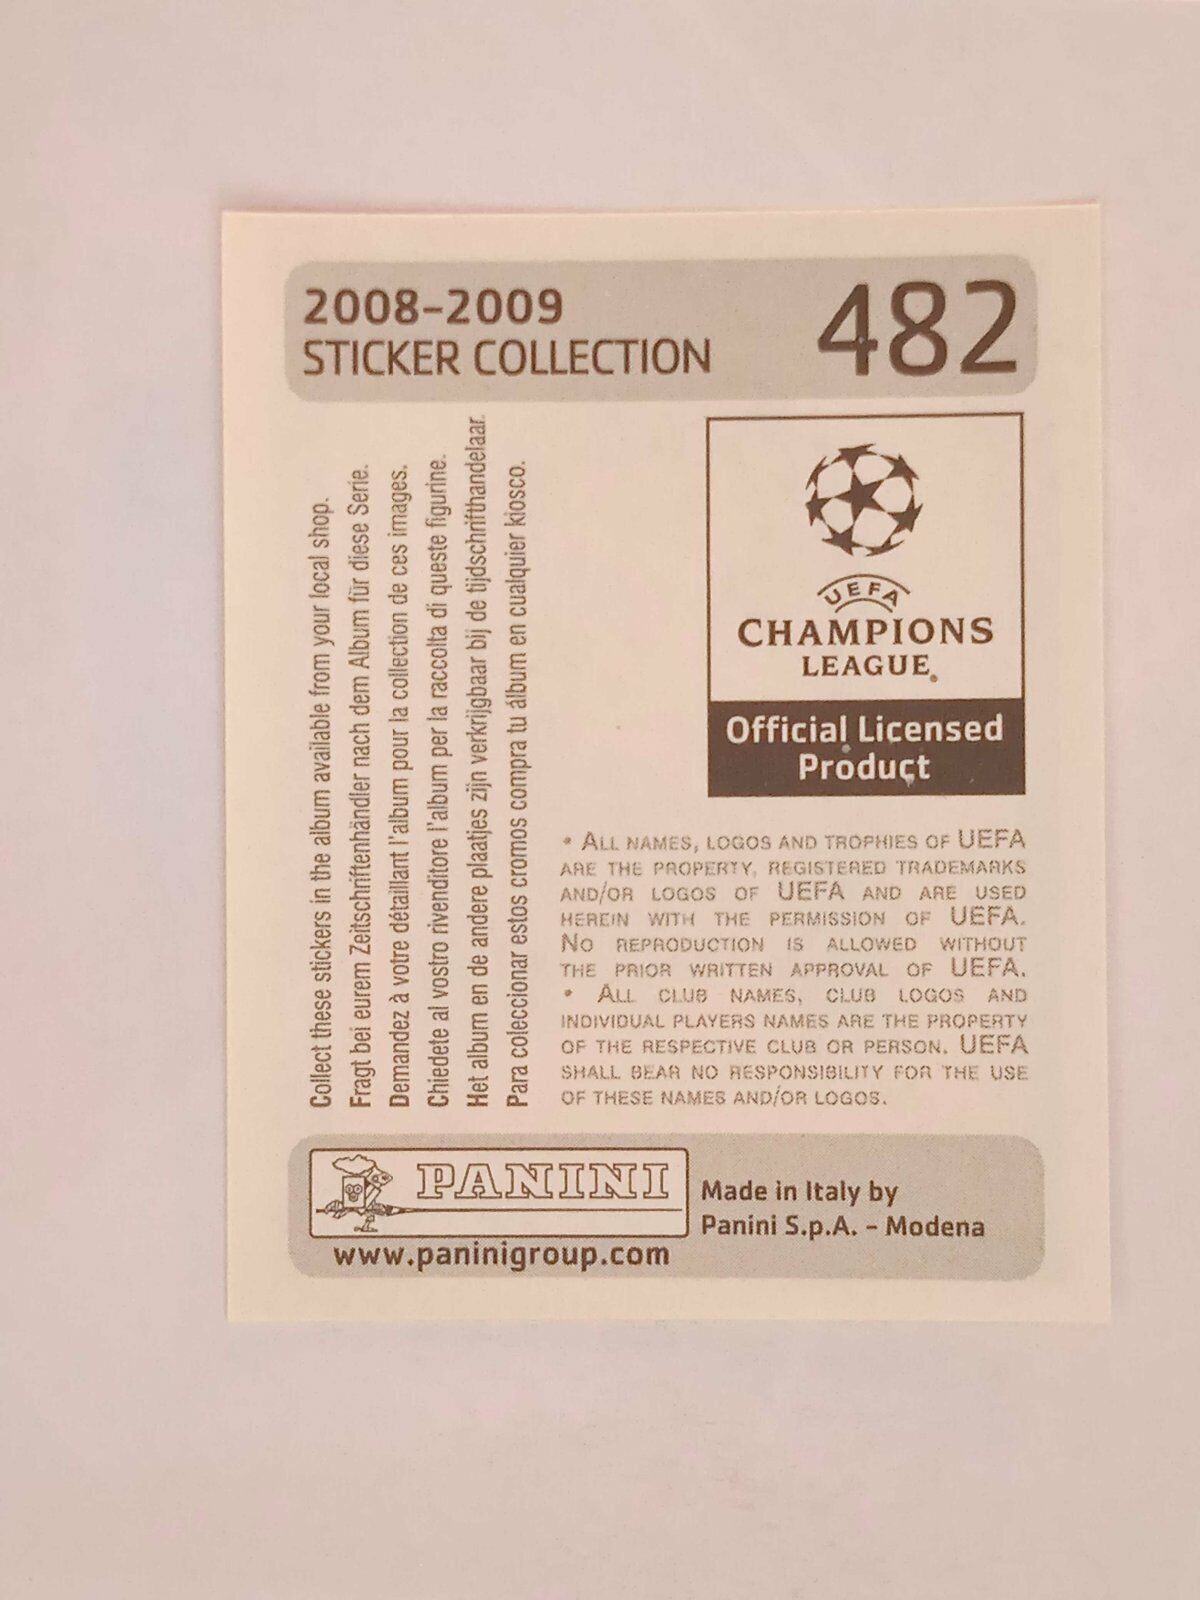 2008-2009
STICKER COLLECTION
482
Collect these stickers in the album available from your local shop.
Fragt bei eurem Zeitschriftenhändler nach dem Album für diese Serie.
Demandez à votre détaillant l'album pour la collection de ces images.
Chiedete al vostro rivenditore l'album per la raccolta di queste figurine.
Het album en de andere plaatjes zijn verkrijgbaar bij de tijdschrifthandelaar.
Para coleccionar estos cromos compra tu álbum en cualquier kiosco.
UEFA
CHAMPIONS
LEAGUE
Official Licensed
Product
• ALL NAMES, LOGOS AND TROPHIES OF UEFA
ARE THE PROPERTY, REGISTERED TRADEMARKS
AND/OR LOGOS OF UEFA AND ARE USED
HEREIN WITH THE PERMISSION OF UEFA.
NO REPRODUCTION IS ALLOWED WITHOUT
THE PRIOR WRITTEN APPROVAL OF UEFA.
• ALL CLUB NAMES, CLUB LOGOS AND
INDIVIDUAL PLAYERS NAMES ARE THE PROPERTY
OF THE RESPECTIVE CLUB OR PERSON. UEFA
SHALL BEAR NO RESPONSIBILITY FOR THE USE
OF THESE NAMES AND/OR LOGOS.
PANINI
www.paninigroup.com
Made in Italy by
Panini S.p.A. - Modena